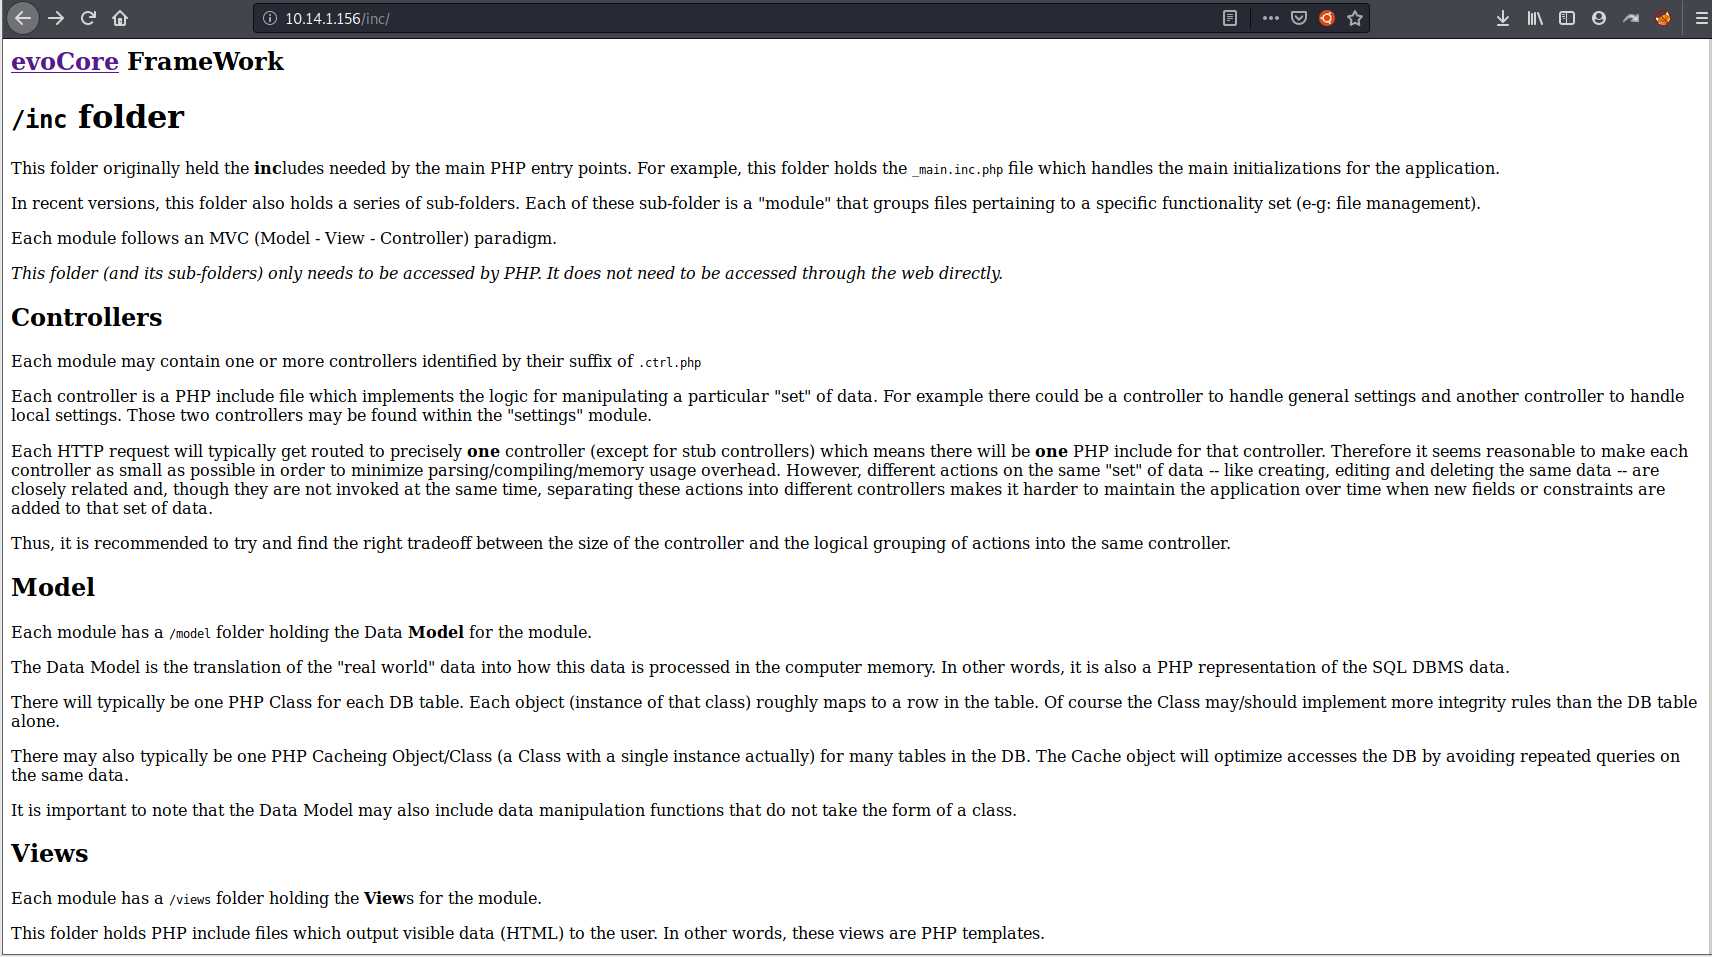 10.14.1.156/inc/
evoCore FrameWork
/inc folder
This folder originally held the includes needed by the main PHP entry points. For example, this folder holds the _main.inc.php file which handles the main initializations for the application.
In recent versions, this folder also holds a series of sub-folders. Each of these sub-folder is a "module" that groups files pertaining to a specific functionality set (e-g: file management).
Each module follows an MVC (Model - View - Controller) paradigm.
This folder (and its sub-folders) only needs to be accessed by PHP. It does not need to be accessed through the web directly.
Controllers
Each module may contain one or more controllers identified by their suffix of .ctrl.php
Each controller is a PHP include file which implements the logic for manipulating a particular "set" of data. For example there could be a controller to handle general settings and another controller to handle
local settings. Those two controllers may be found within the "settings" module.
Each HTTP request will typically get routed to precisely one controller (except for stub controllers) which means there will be one PHP include for that controller. Therefore it seems reasonable to make each
controller as small as possible in order to minimize parsing/compiling/memory usage overhead. However, different actions on the same "set" of data -- like creating, editing and deleting the same data -- are
closely related and, though they are not invoked at the same time, separating these actions into different controllers makes it harder to maintain the application over time when new fields or constraints are
added to that set of data.
Thus, it is recommended to try and find the right tradeoff between the size of the controller and the logical grouping of actions into the same controller.
Model
Each module has a /model folder holding the Data Model for the module.
The Data Model is the translation of the "real world" data into how this data is processed in the computer memory. In other words, it is also a PHP representation of the SQL DBMS data.
There will typically be one PHP Class for each DB table. Each object (instance of that class) roughly maps to a row in the table. Of course the Class may/should implement more integrity rules than the DB table
alone.
There may also typically be one PHP Cacheing Object/Class (a Class with a single instance actually) for many tables in the DB. The Cache object will optimize accesses the DB by avoiding repeated queries on
the same data.
It is important to note that the Data Model may also include data manipulation functions that do not take the form of a class.
Views
Each module has a /views folder holding the Views for the module.
This folder holds PHP include files which output visible data (HTML) to the user. In other words, these views are PHP templates.